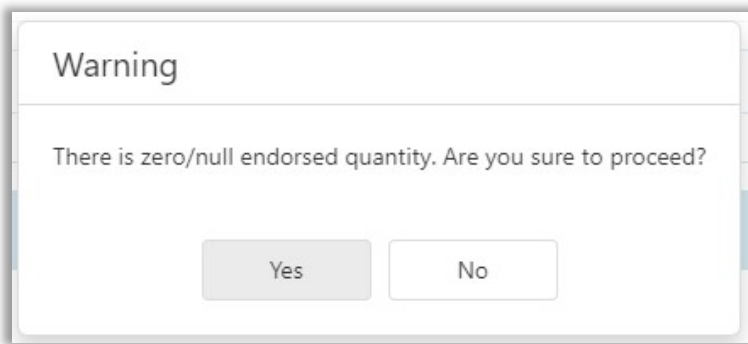 Warning
There is zero/null endorsed quantity. Are you sure to proceed?
Yes
No